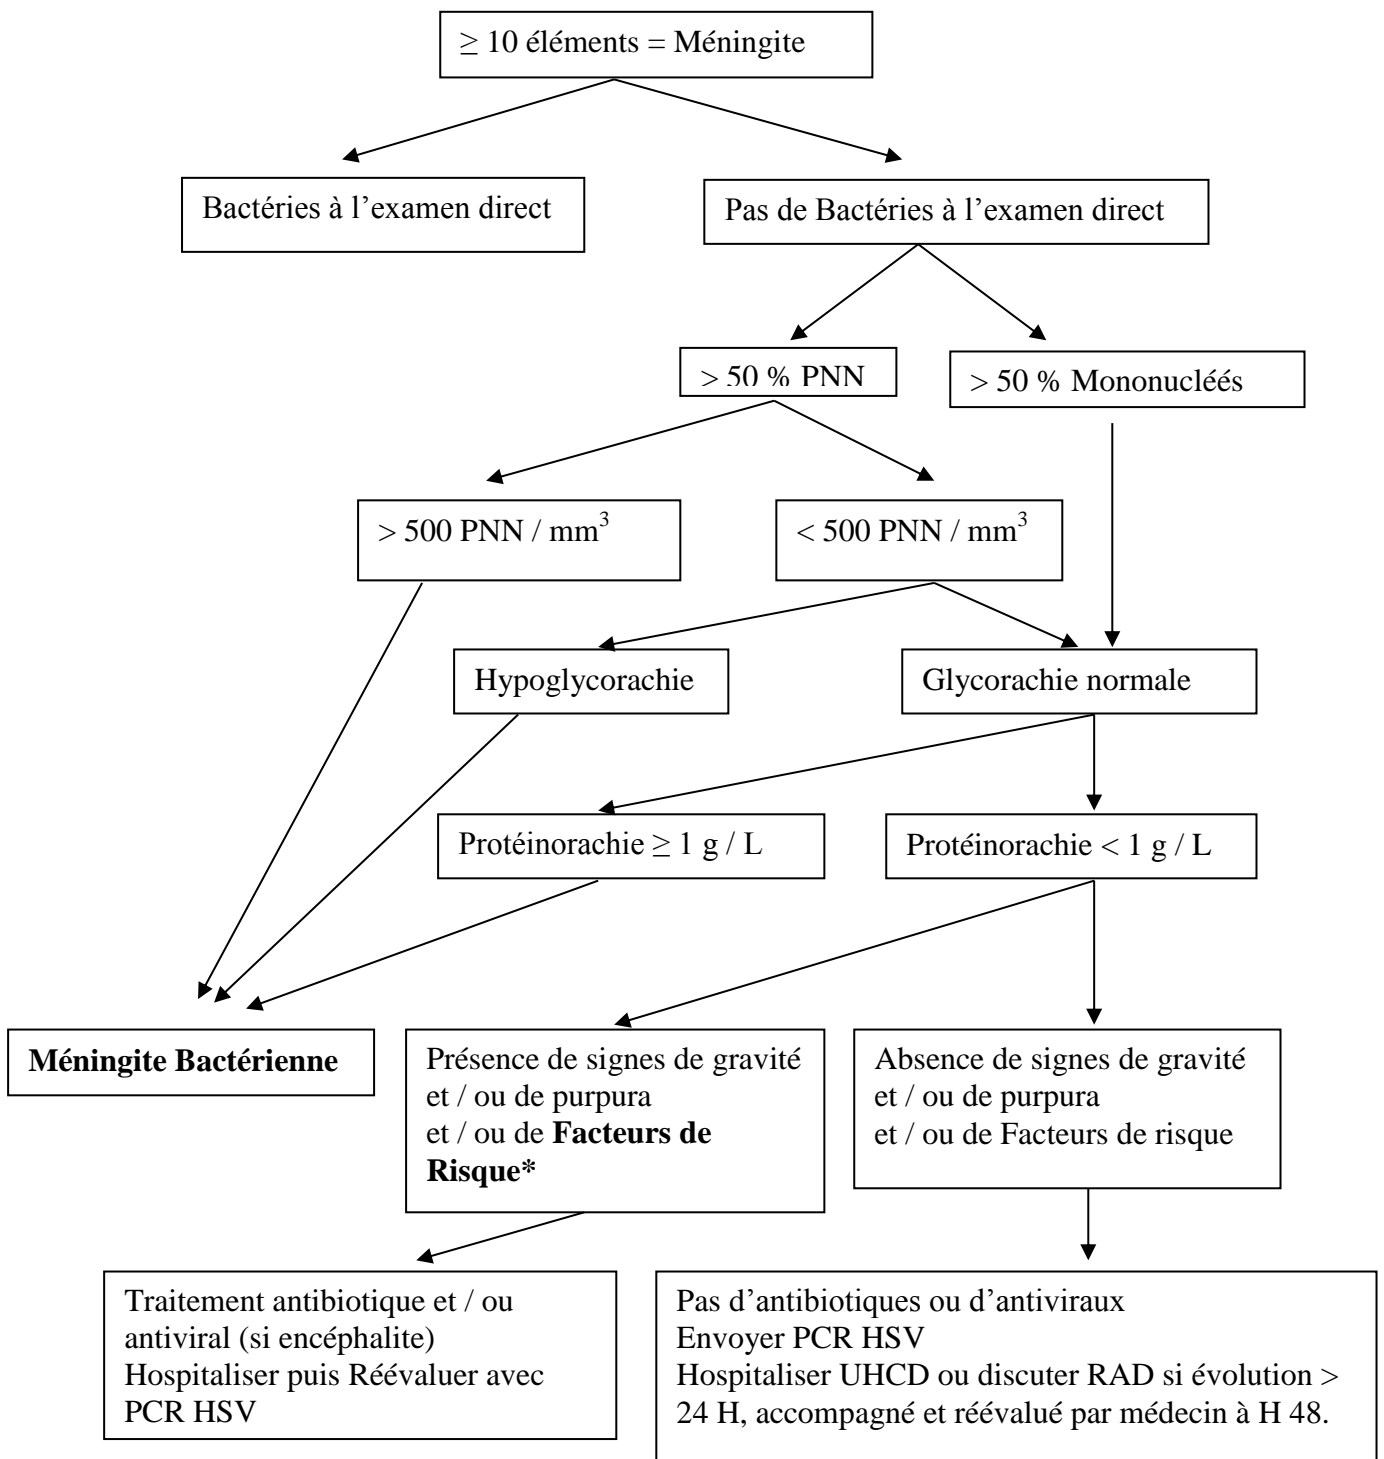 ≥ 10 éléments = Méningite
Bactéries à l’examen direct
Pas de Bactéries à l’examen direct
> 50 % PNN
> 50 % Mononucléés
> 500 PNN / mm³
< 500 PNN / mm³
Hypoglycorachie
Glycorachie normale
Protéinorachie ≥ 1 g / L
Protéinorachie < 1 g / L
Méningite Bactérienne
Présence de signes de gravité
et / ou de purpura
et / ou de Facteurs de
Risque*
Absence de signes de gravité
et / ou de purpura
et / ou de Facteurs de risque
Traitement antibiotique et / ou
antiviral (si encéphalite)
Hospitaliser puis Réévaluer avec
PCR HSV
Pas d’antibiotiques ou d’antiviraux
Envoyer PCR HSV
Hospitaliser UHCD ou discuter RAD si évolution >
24 H, accompagné et réévalué par médecin à H 48.